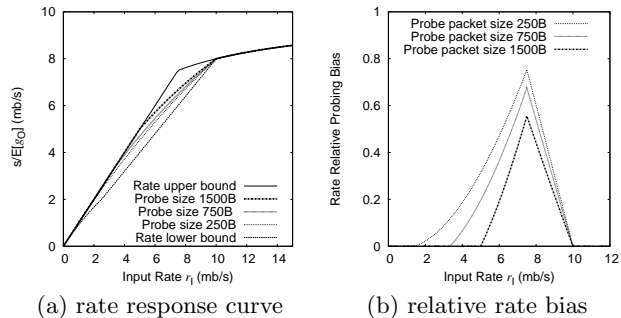 10
8
6
4
2
0
s/E[gO] (mb/s)
Rate upper bound
Probe size 1500B
Probe size 750B
Probe size 250B
Rate lower bound
0 2 4 6 8 10 12 14
Input Rate rI (mb/s)
(a) rate response curve
1
0.8
0.6
0.4
0.2
0
Rate Relative Probing Bias
Probe packet size 250B
Probe packet size 750B
Probe packet size 1500B
0 2 4 6 8 10 12
Input Rate rI (mb/s)
(b) relative rate bias